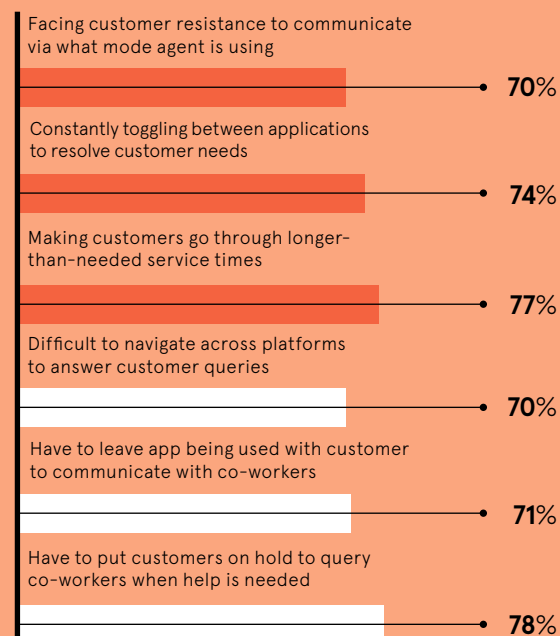 Facing customer resistance to communicate
via what mode agent is using
70%
Constantly toggling between applications
to resolve customer needs
74%
Making customers go through longer-
than-needed service times
77%
Difficult to navigate across platforms
to answer customer queries
70%
Have to leave app being used with customer
to communicate with co-workers
71%
Have to put customers on hold to query
co-workers when help is needed
78%